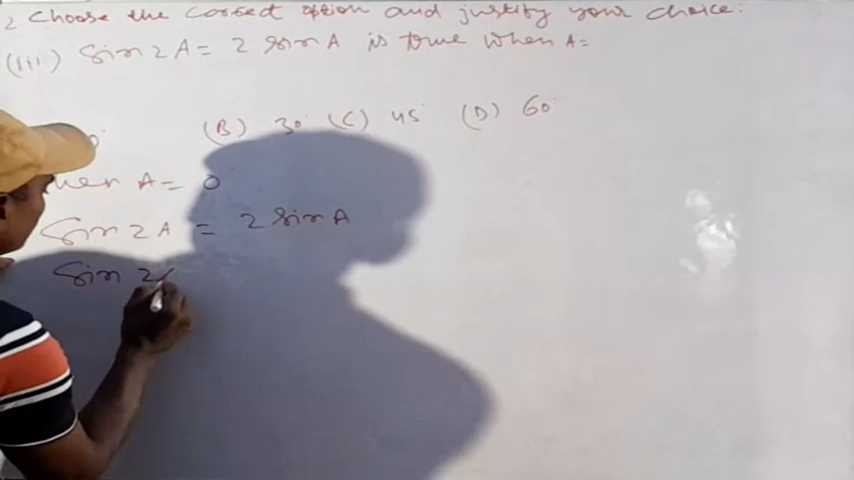 2 Choose the correct option and justify your choice:
(iii) Sin 2A = 2 sin A is true when A=
0° (B) 30° (C) 45° (D) 60°
when A = 0
Sin 2A = 2 sin A
Sin 2